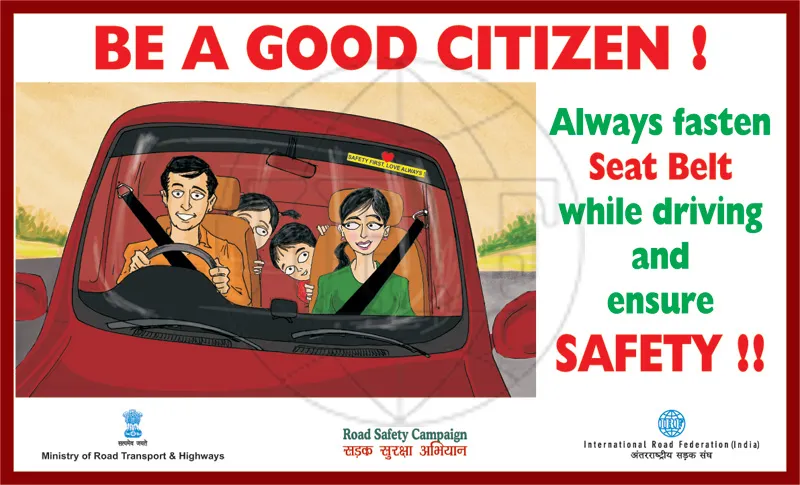 BE A GOOD CITIZEN !
SAFETY FIRST, LOVE ALWAYS !
Always fasten
Seat Belt
while driving
and
ensure
SAFETY !!
सत्यमेव जयते
Ministry of Road Transport & Highways
Road Safety Campaign
सड़क सुरक्षा अभियान
IRF
International Road Federation (India)
अंतरराष्ट्रीय सड़क संघ